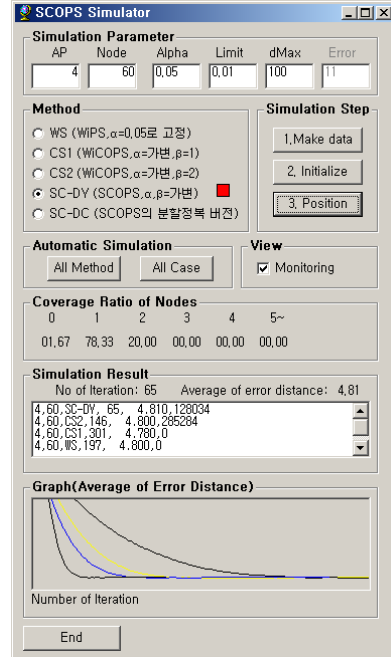 SCOPS Simulator
Simulation Parameter
AP Node Alpha Limit dMax Error
4 60 0,05 0,01 100 11
Method
WS (WiPS,α=0,05로 고정)
CS1 (WiCOPS,α=가변,β=1)
CS2 (WiCOPS,α=가변,β=2)
SC-DY (SCOPS,α,β=가변)
SC-DC (SCOPS의 분할정복 버전)
Simulation Step
1,Make data
2, Initialize
3, Position
Automatic Simulation
All Method All Case
View
Monitoring
Coverage Ratio of Nodes
0 1 2 3 4 5~
01,67 78,33 20,00 00,00 00,00 00,00
Simulation Result
No of Iteration: 65 Average of error distance: 4,81
4,60,SC-DY, 65, 4.810,128034
4,60,CS2,146, 4.800,285284
4,60,CS1,301, 4.780,0
4,60,WS,197, 4.800,0
Graph(Average of Error Distance)
Number of Iteration
End